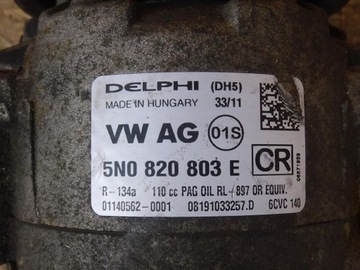 DELPHI (DH5)
MADE IN HUNGARY 33/11
VW AG 01S
5N0 820 803 E CR
R-134a 110 cc PAG OIL RL-897 OR EQUIV.
01140562-0001 08191033257.D 6CVC 140